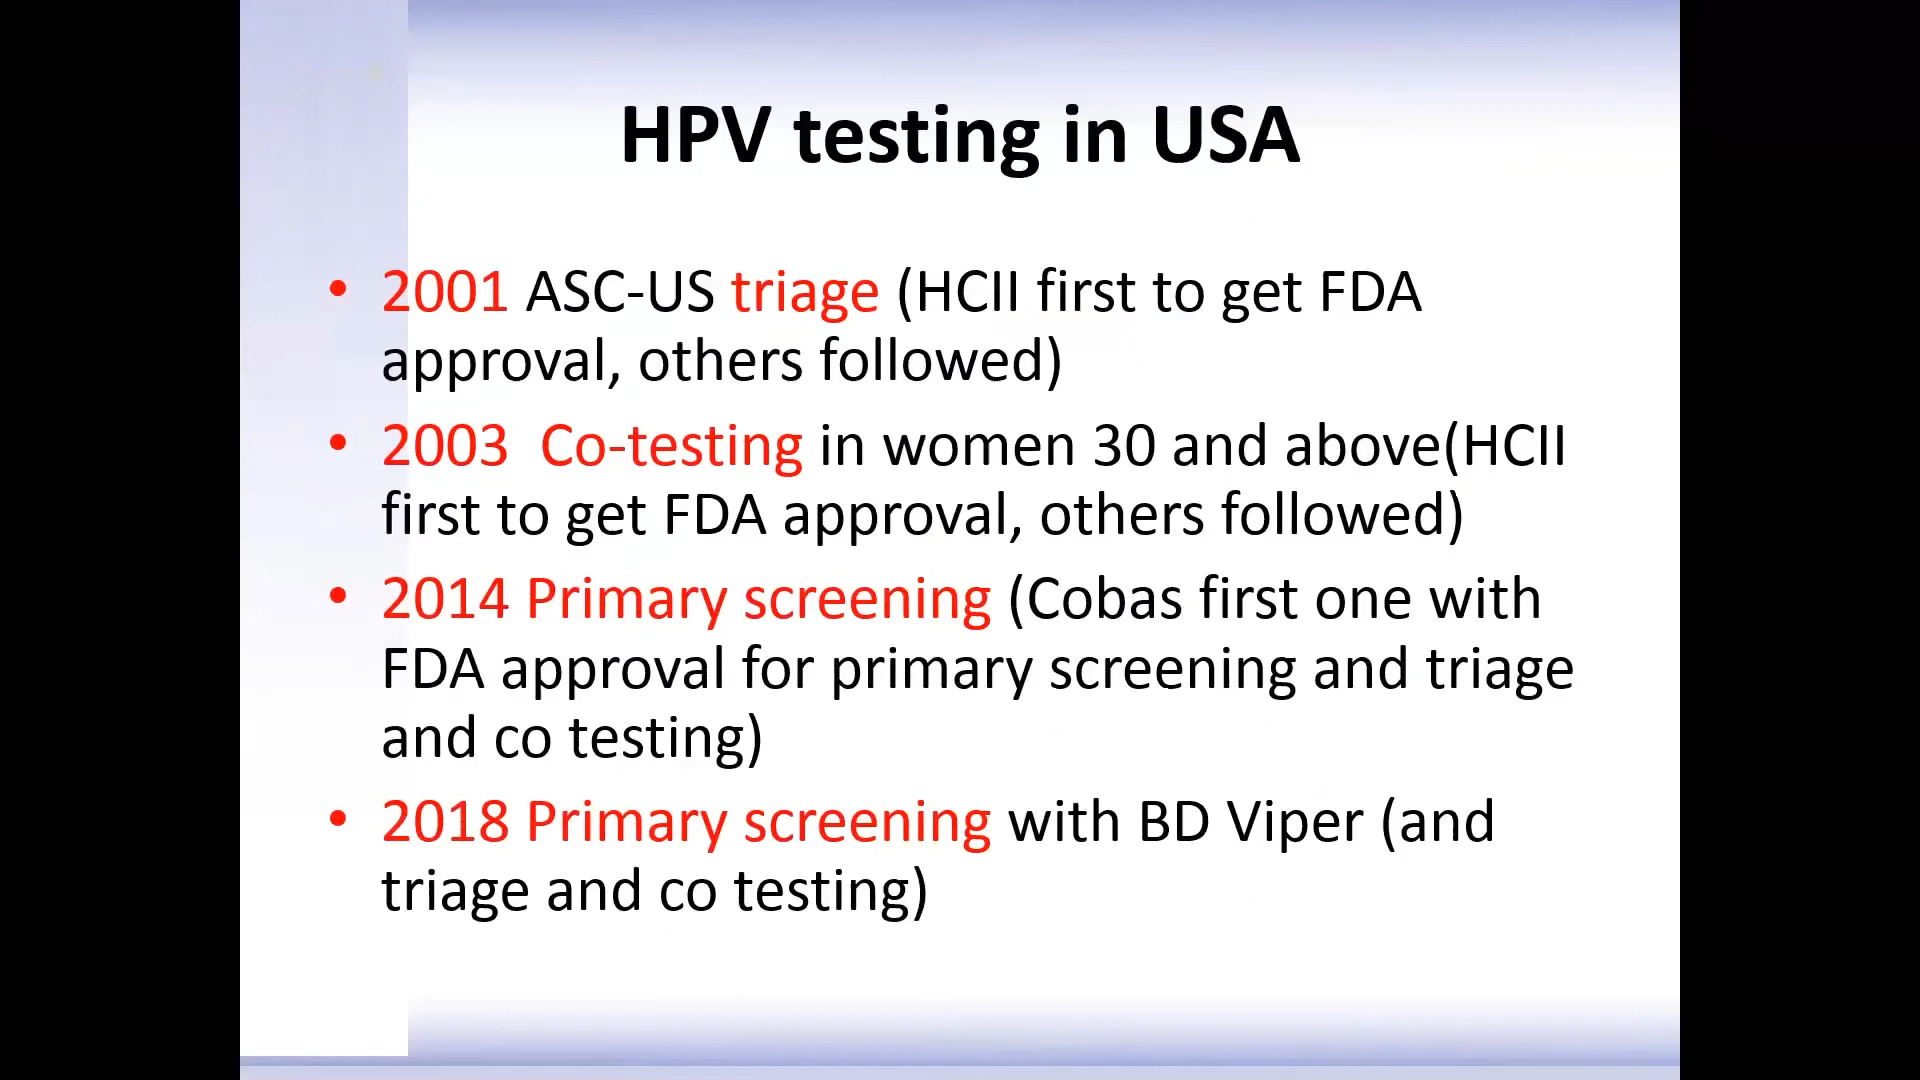 HPV testing in USA
• 2001 ASC-US triage (HCII first to get FDA
approval, others followed)
• 2003  Co-testing in women 30 and above(HCII
first to get FDA approval, others followed)
• 2014 Primary screening (Cobas first one with
FDA approval for primary screening and triage
and co testing)
• 2018 Primary screening with BD Viper (and
triage and co testing)